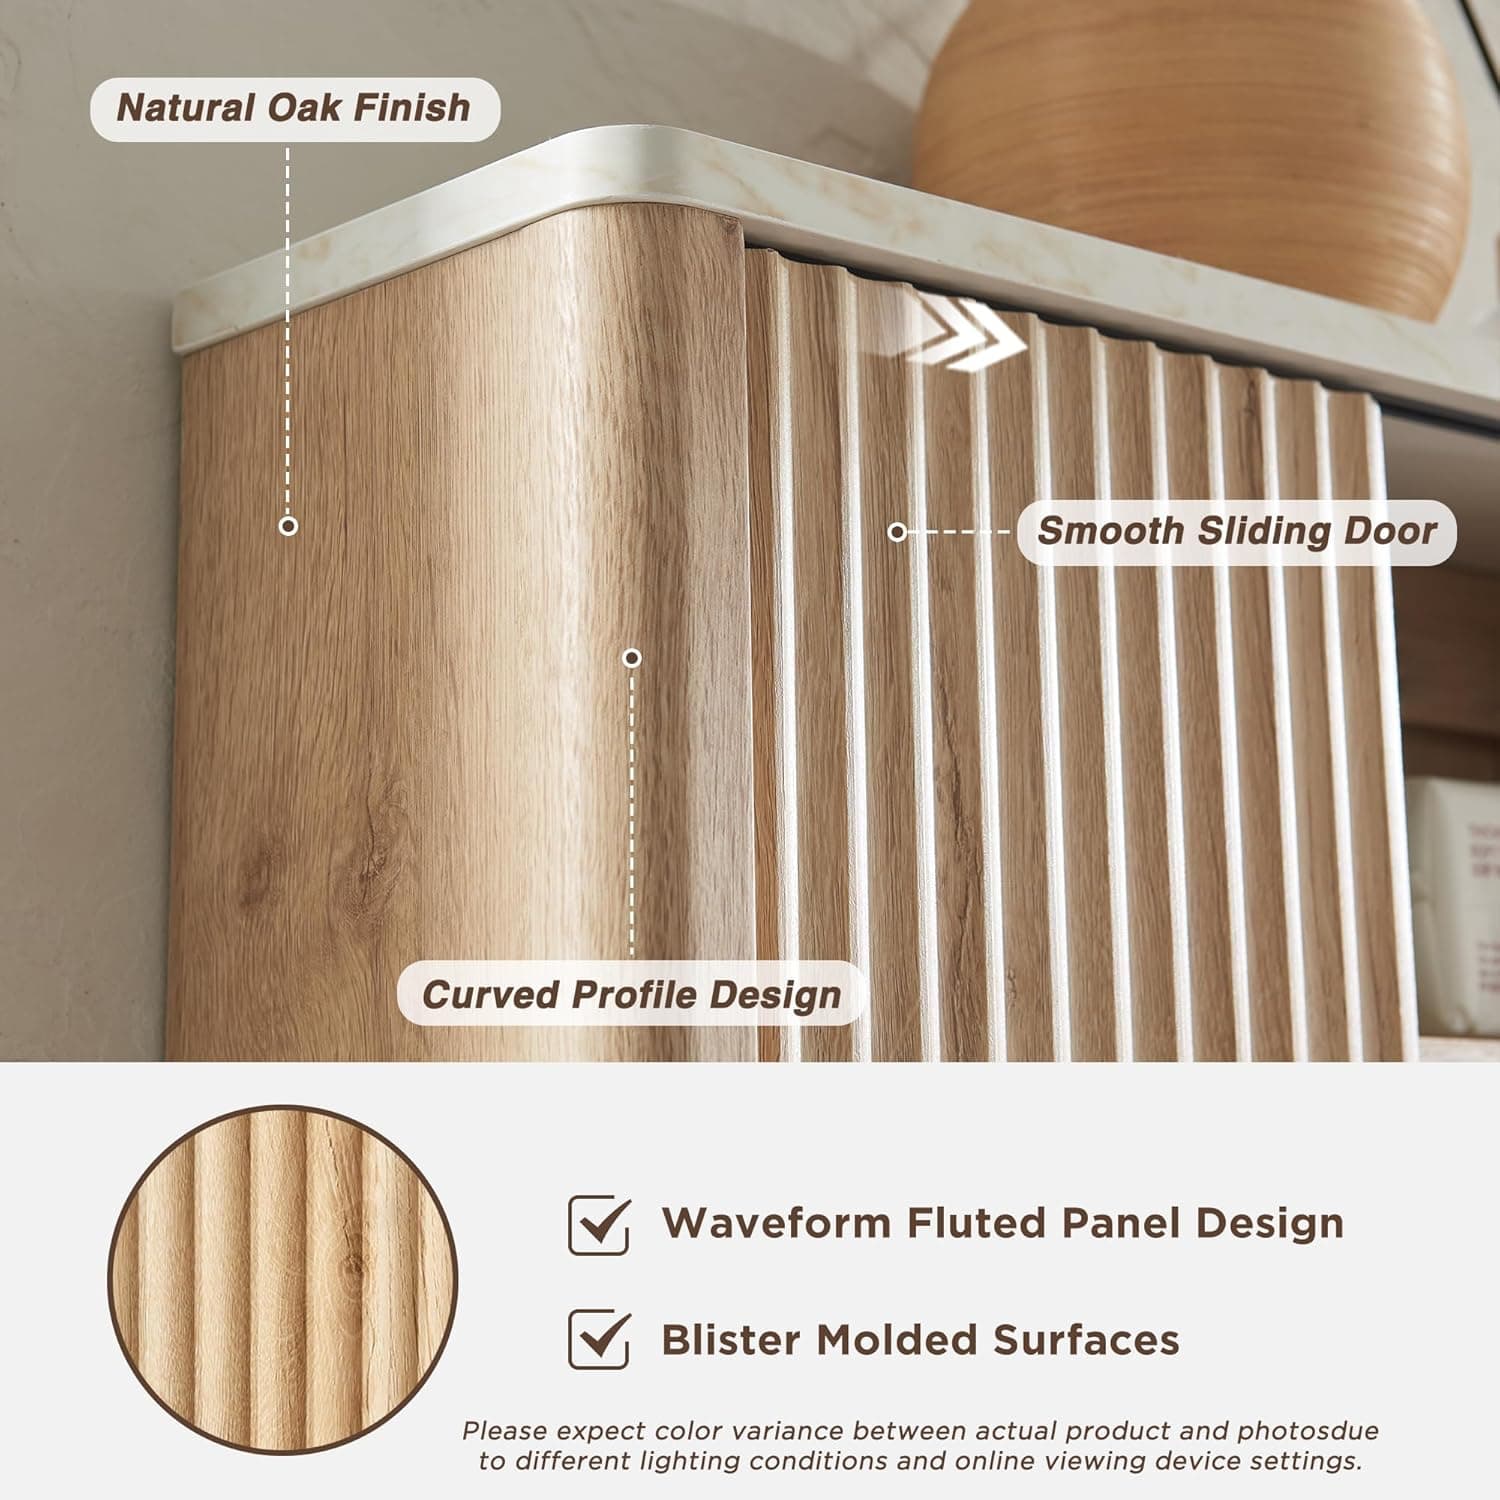 Natural Oak Finish
Smooth Sliding Door
Curved Profile Design
Waveform Fluted Panel Design
Blister Molded Surfaces
Please expect color variance between actual product and photosdue
to different lighting conditions and online viewing device settings.